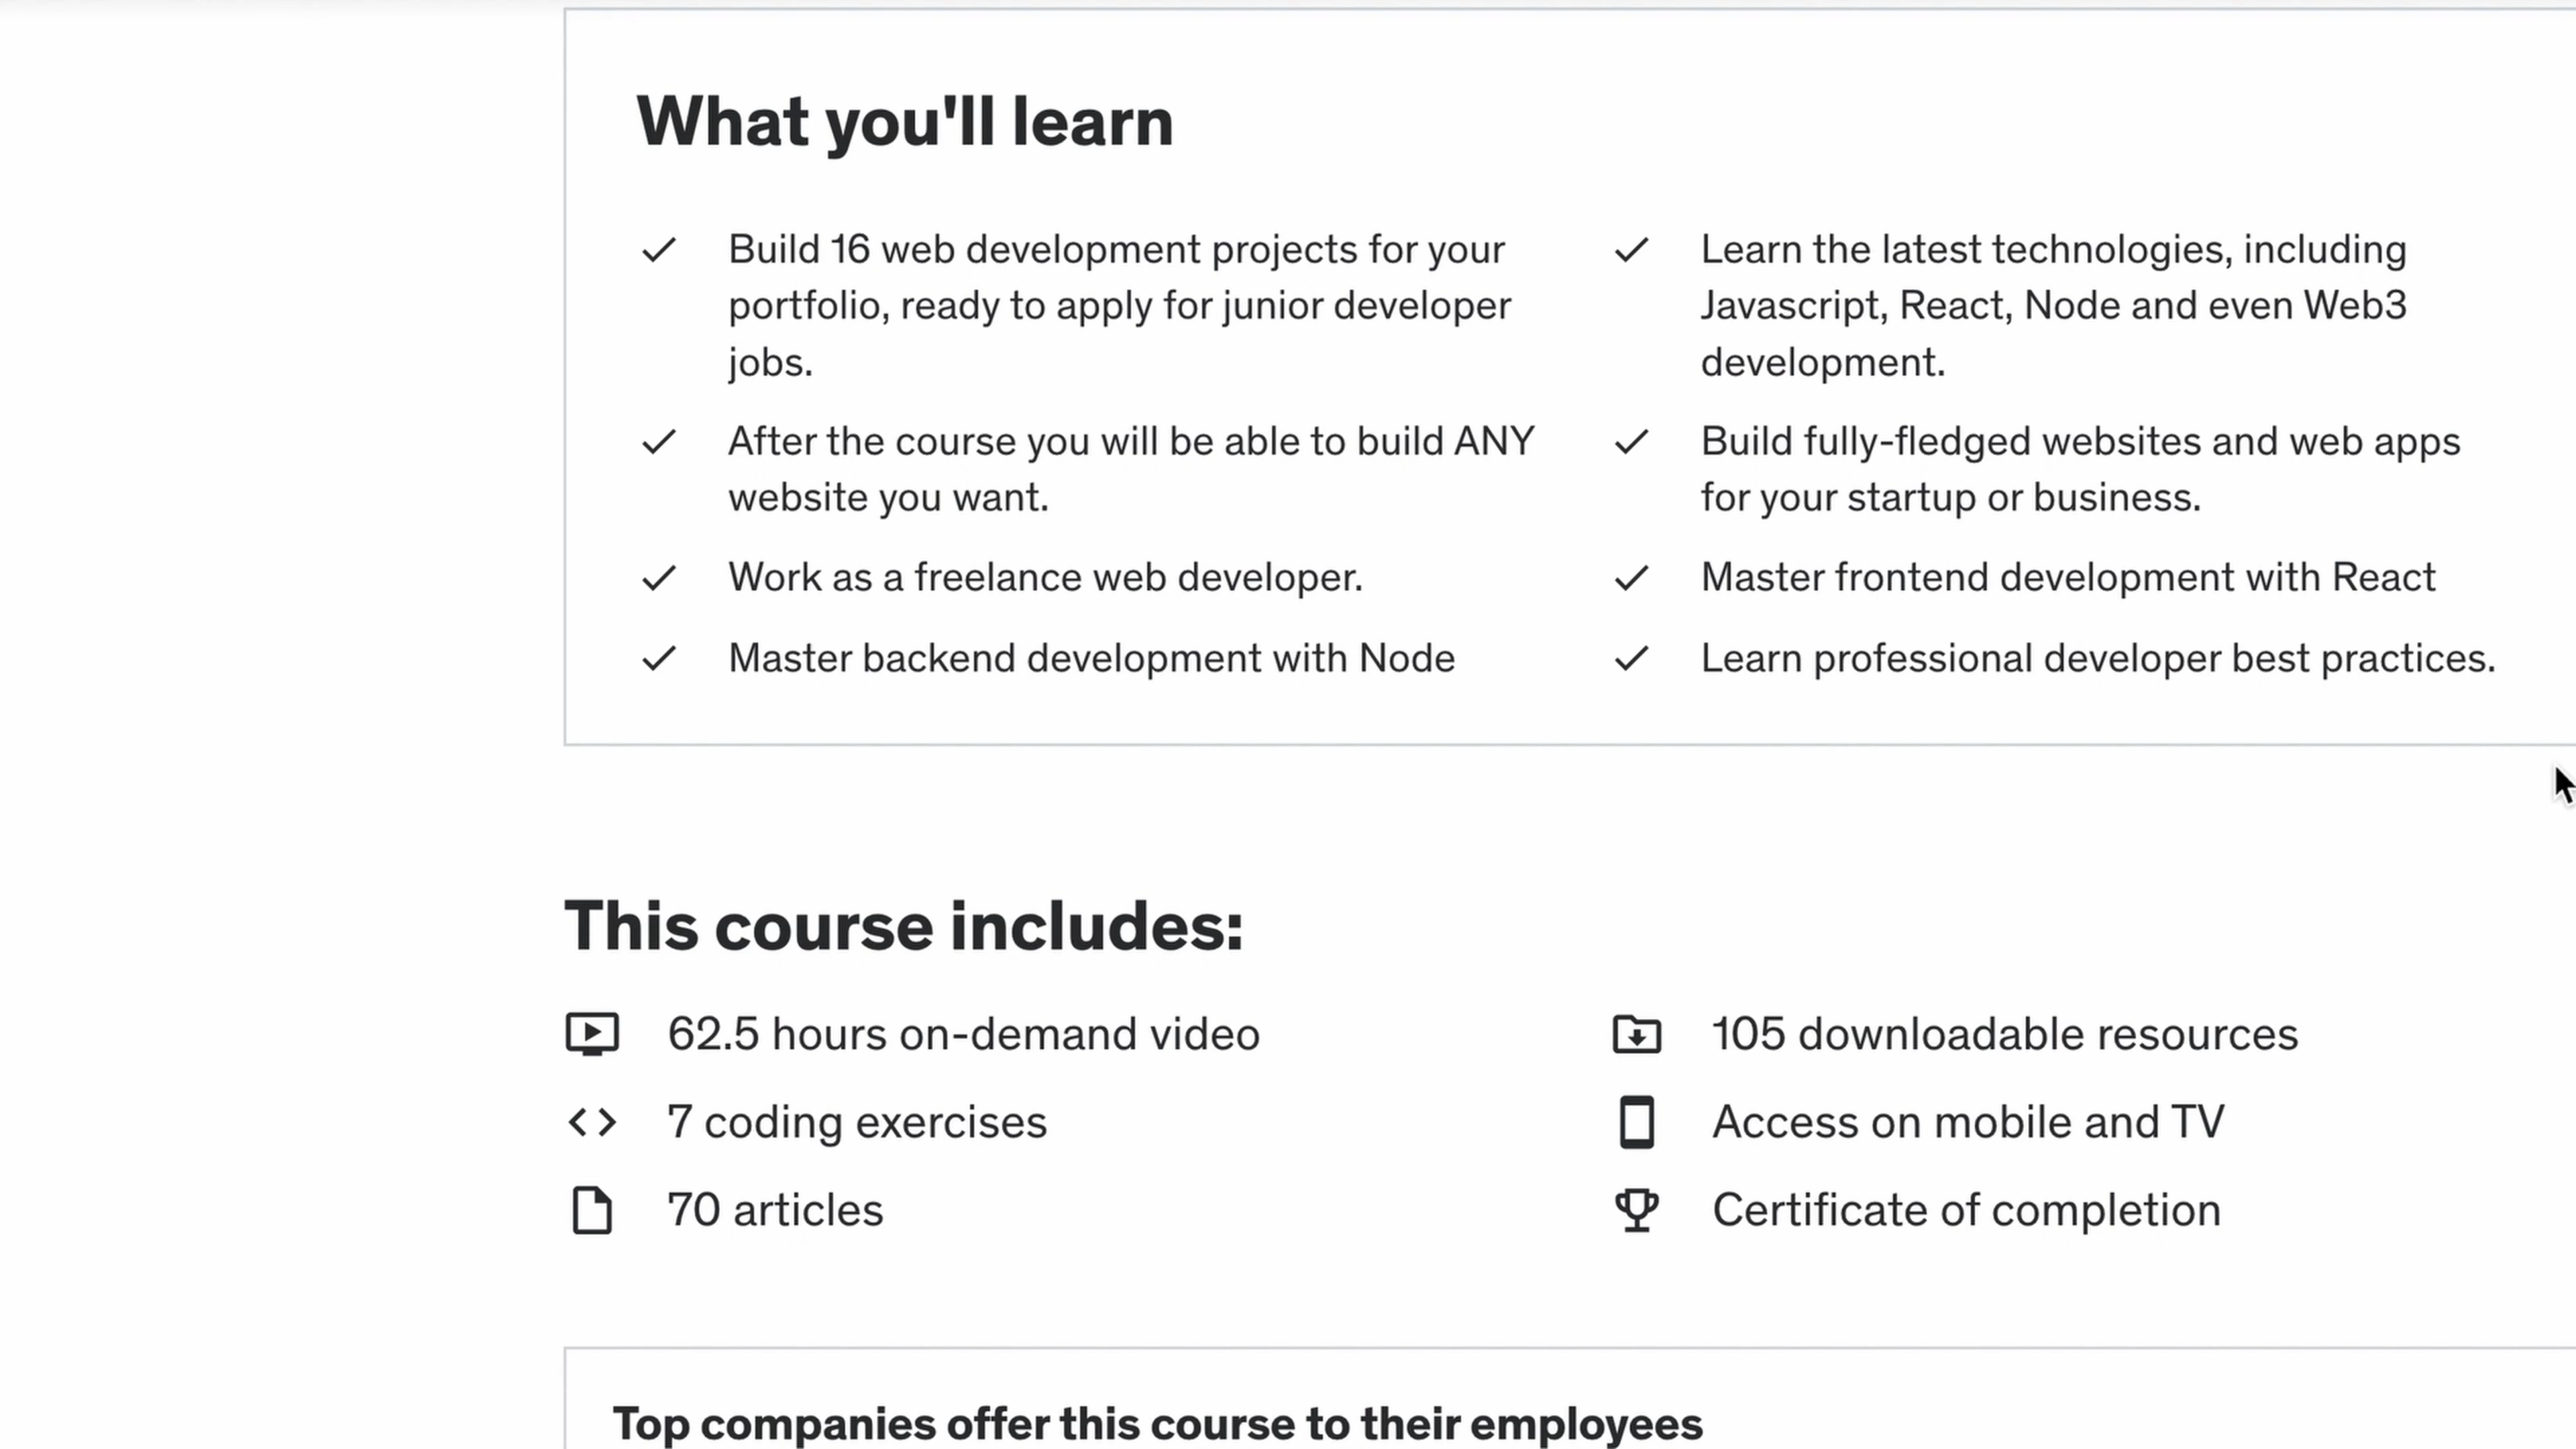 What you'll learn
Build 16 web development projects for your
portfolio, ready to apply for junior developer
jobs.
Learn the latest technologies, including
Javascript, React, Node and even Web3
development.
After the course you will be able to build ANY
website you want.
Build fully-fledged websites and web apps
for your startup or business.
Work as a freelance web developer.
Master frontend development with React
Master backend development with Node
Learn professional developer best practices.
This course includes:
62.5 hours on-demand video
105 downloadable resources
7 coding exercises
Access on mobile and TV
70 articles
Certificate of completion
Top companies offer this course to their employees